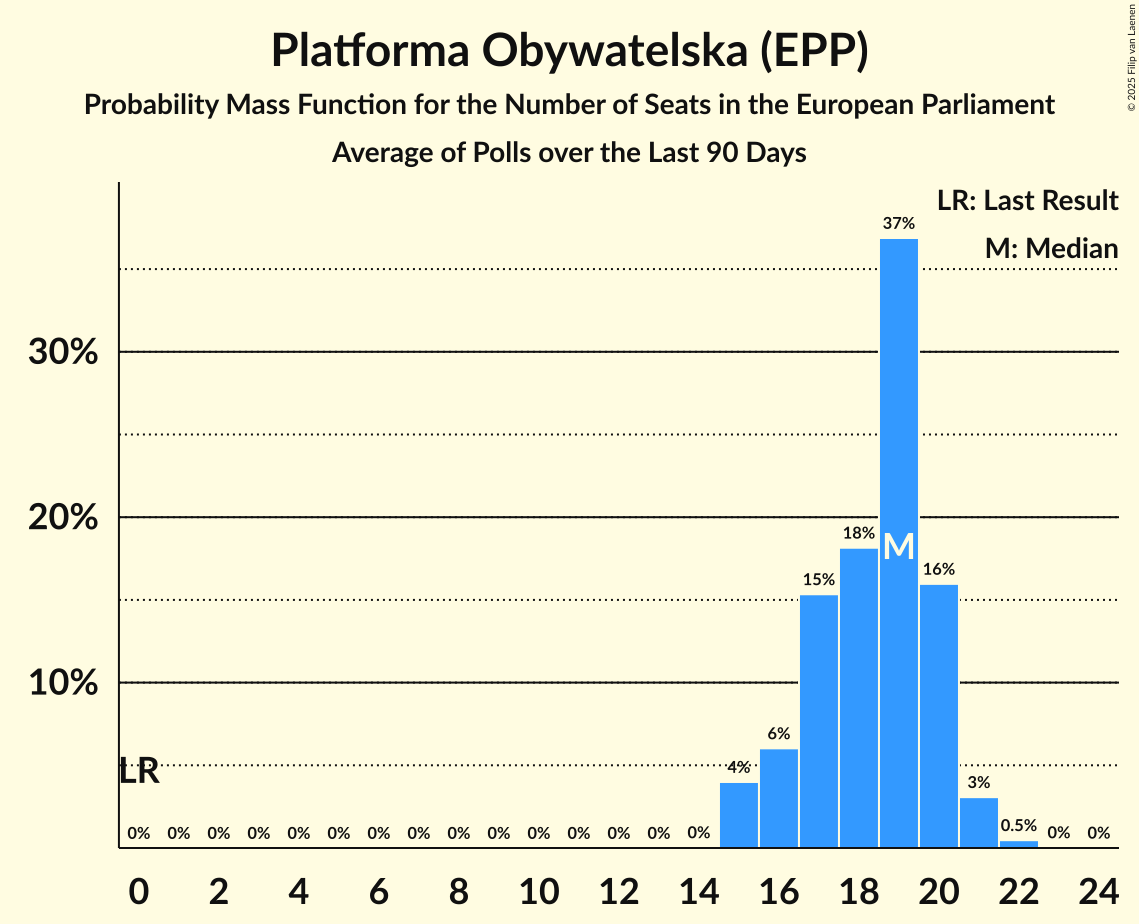 Platforma Obywatelska (EPP)
Probability Mass Function for the Number of Seats in the European Parliament
Average of Polls over the Last 90 Days
© 2025 Filip van Laenen
LR: Last Result
M: Median
37%
30%
20%
18%
M
16%
15%
10%
6%
LR
4%
3%
0% 0% 0% 0% 0% 0% 0% 0% 0% 0% 0% 0% 0% 0% 0% 0.5% 0% 0%
0 2 4 6 8 10 12 14 16 18 20 22 24